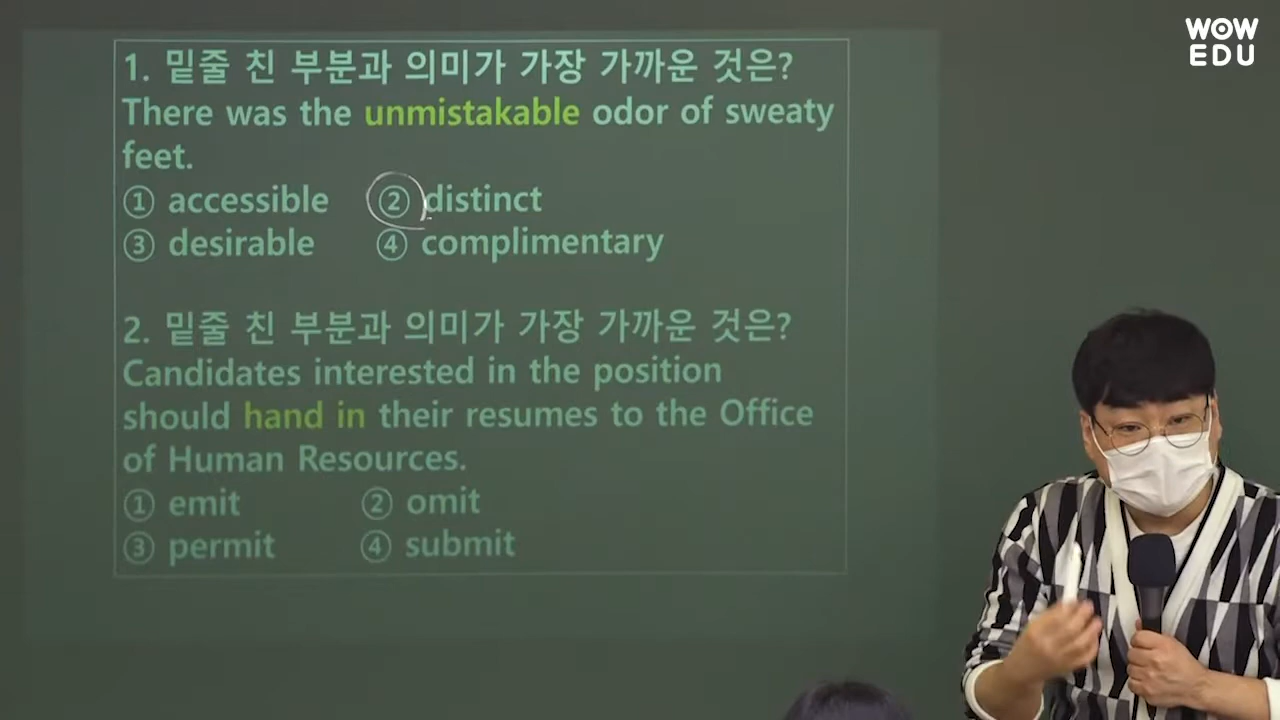 WOW
EDU
1. 밑줄 친 부분과 의미가 가장 가까운 것은?
There was the unmistakable odor of sweaty
feet.
① accessible ② distinct
③ desirable ④ complimentary
2. 밑줄 친 부분과 의미가 가장 가까운 것은?
Candidates interested in the position
should hand in their resumes to the Office
of Human Resources.
① emit ② omit
③ permit ④ submit